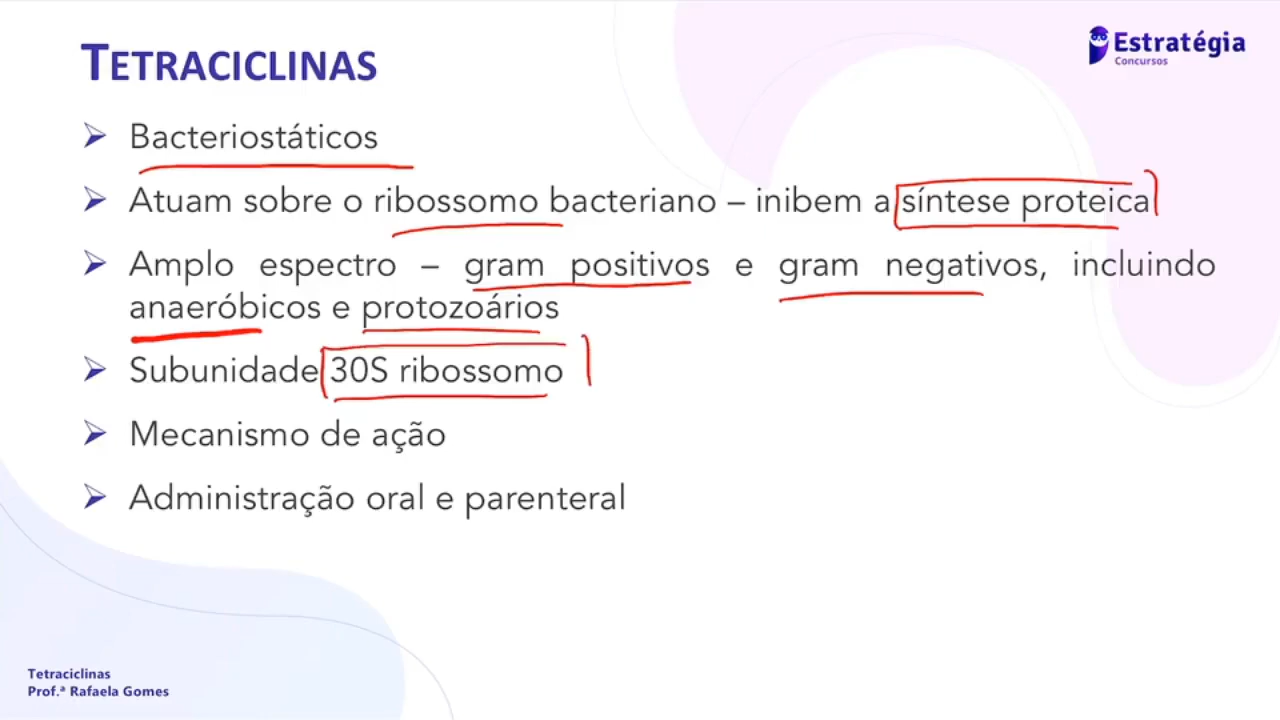 TETRACICLINAS
Estratégia
Concursos
Bacteriostáticos
Atuam sobre o ribossomo bacteriano – inibem a síntese proteica
Amplo espectro – gram positivos e gram negativos, incluindo
anaeróbicos e protozoários
Subunidade 30S ribossomo
Mecanismo de ação
Administração oral e parenteral
Tetraciclinas
Prof.ª Rafaela Gomes